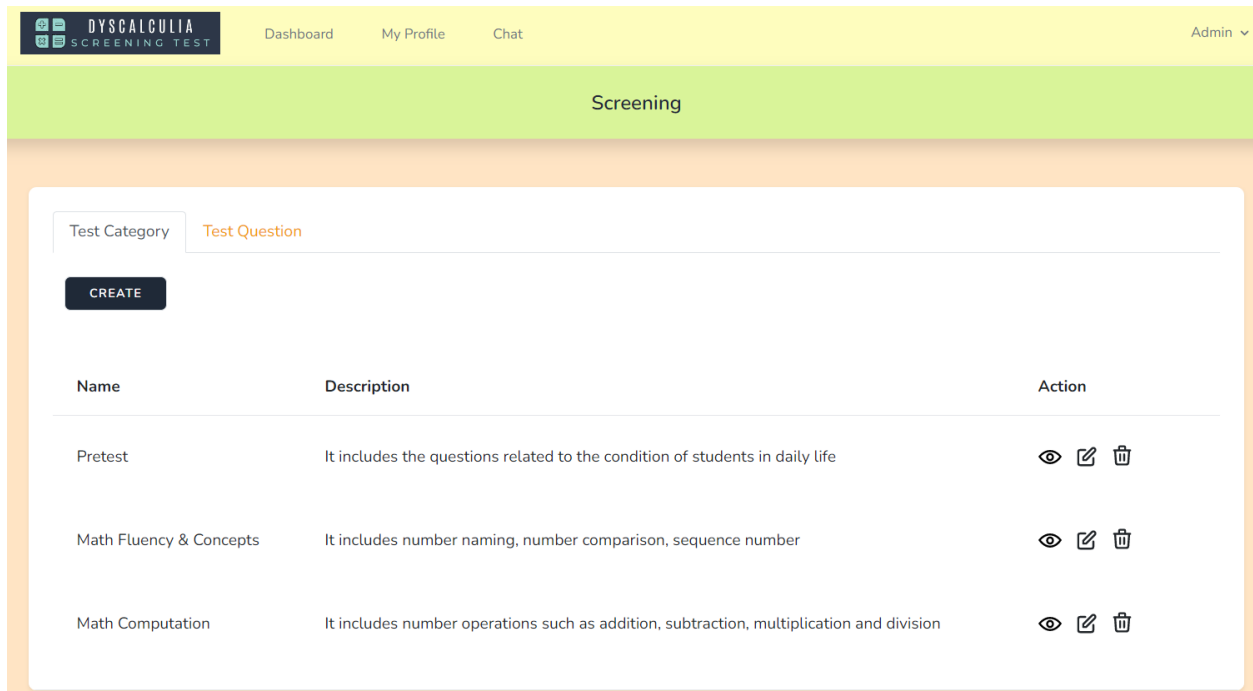 DYSCALCULIA
SCREENING TEST
Dashboard My Profile Chat Admin
Screening
Test Category Test Question
CREATE
Name Description Action
Pretest It includes the questions related to the condition of students in daily life
Math Fluency & Concepts It includes number naming, number comparison, sequence number
Math Computation It includes number operations such as addition, subtraction, multiplication and division